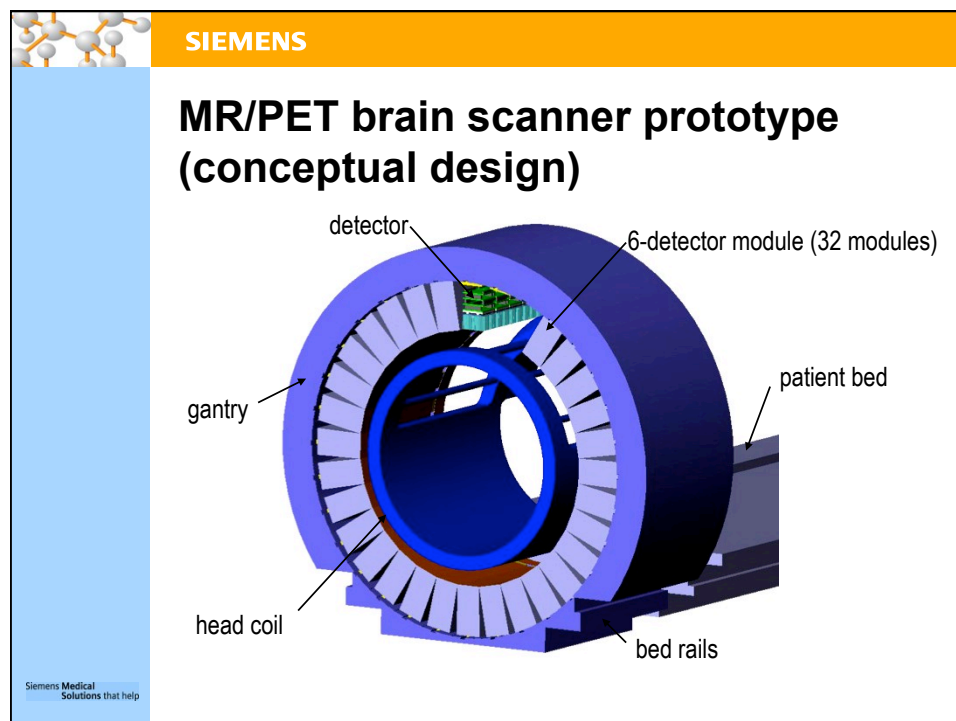 SIEMENS
MR/PET brain scanner prototype
(conceptual design)
detector
6-detector module (32 modules)
patient bed
gantry
head coil
bed rails
Siemens Medical
Solutions that help